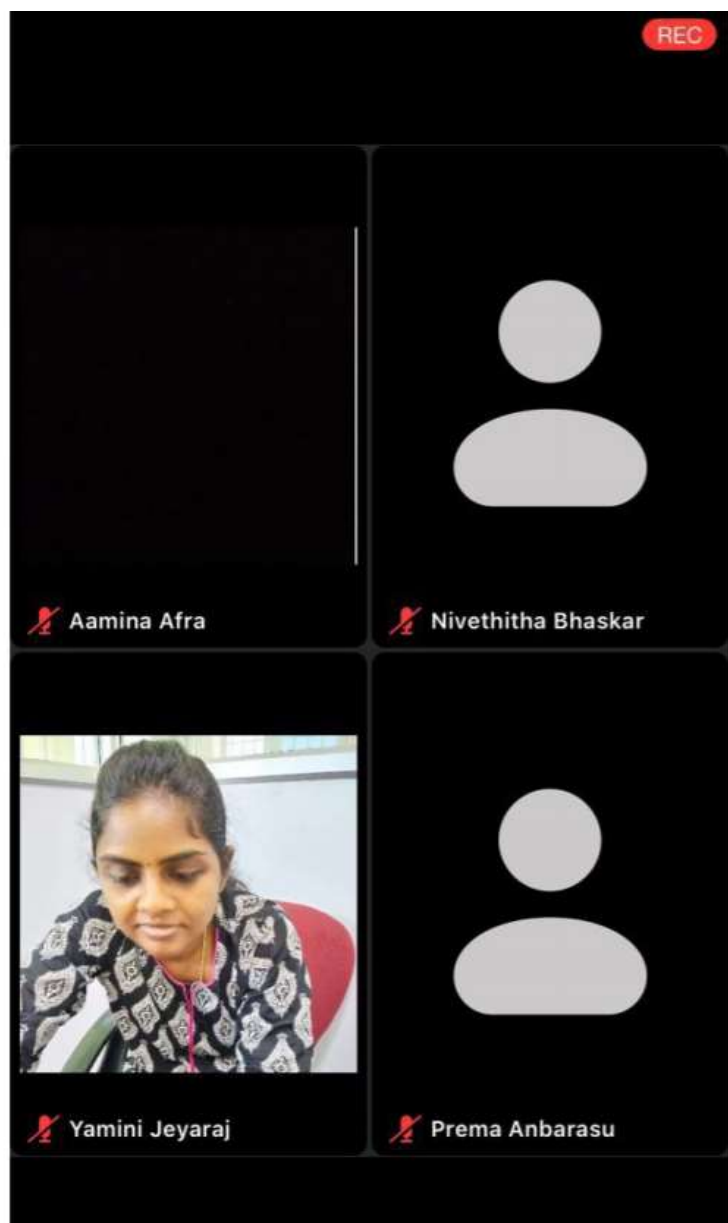 REC
Aamina Afra
Nivethitha Bhaskar
Yamini Jeyaraj
Prema Anbarasu